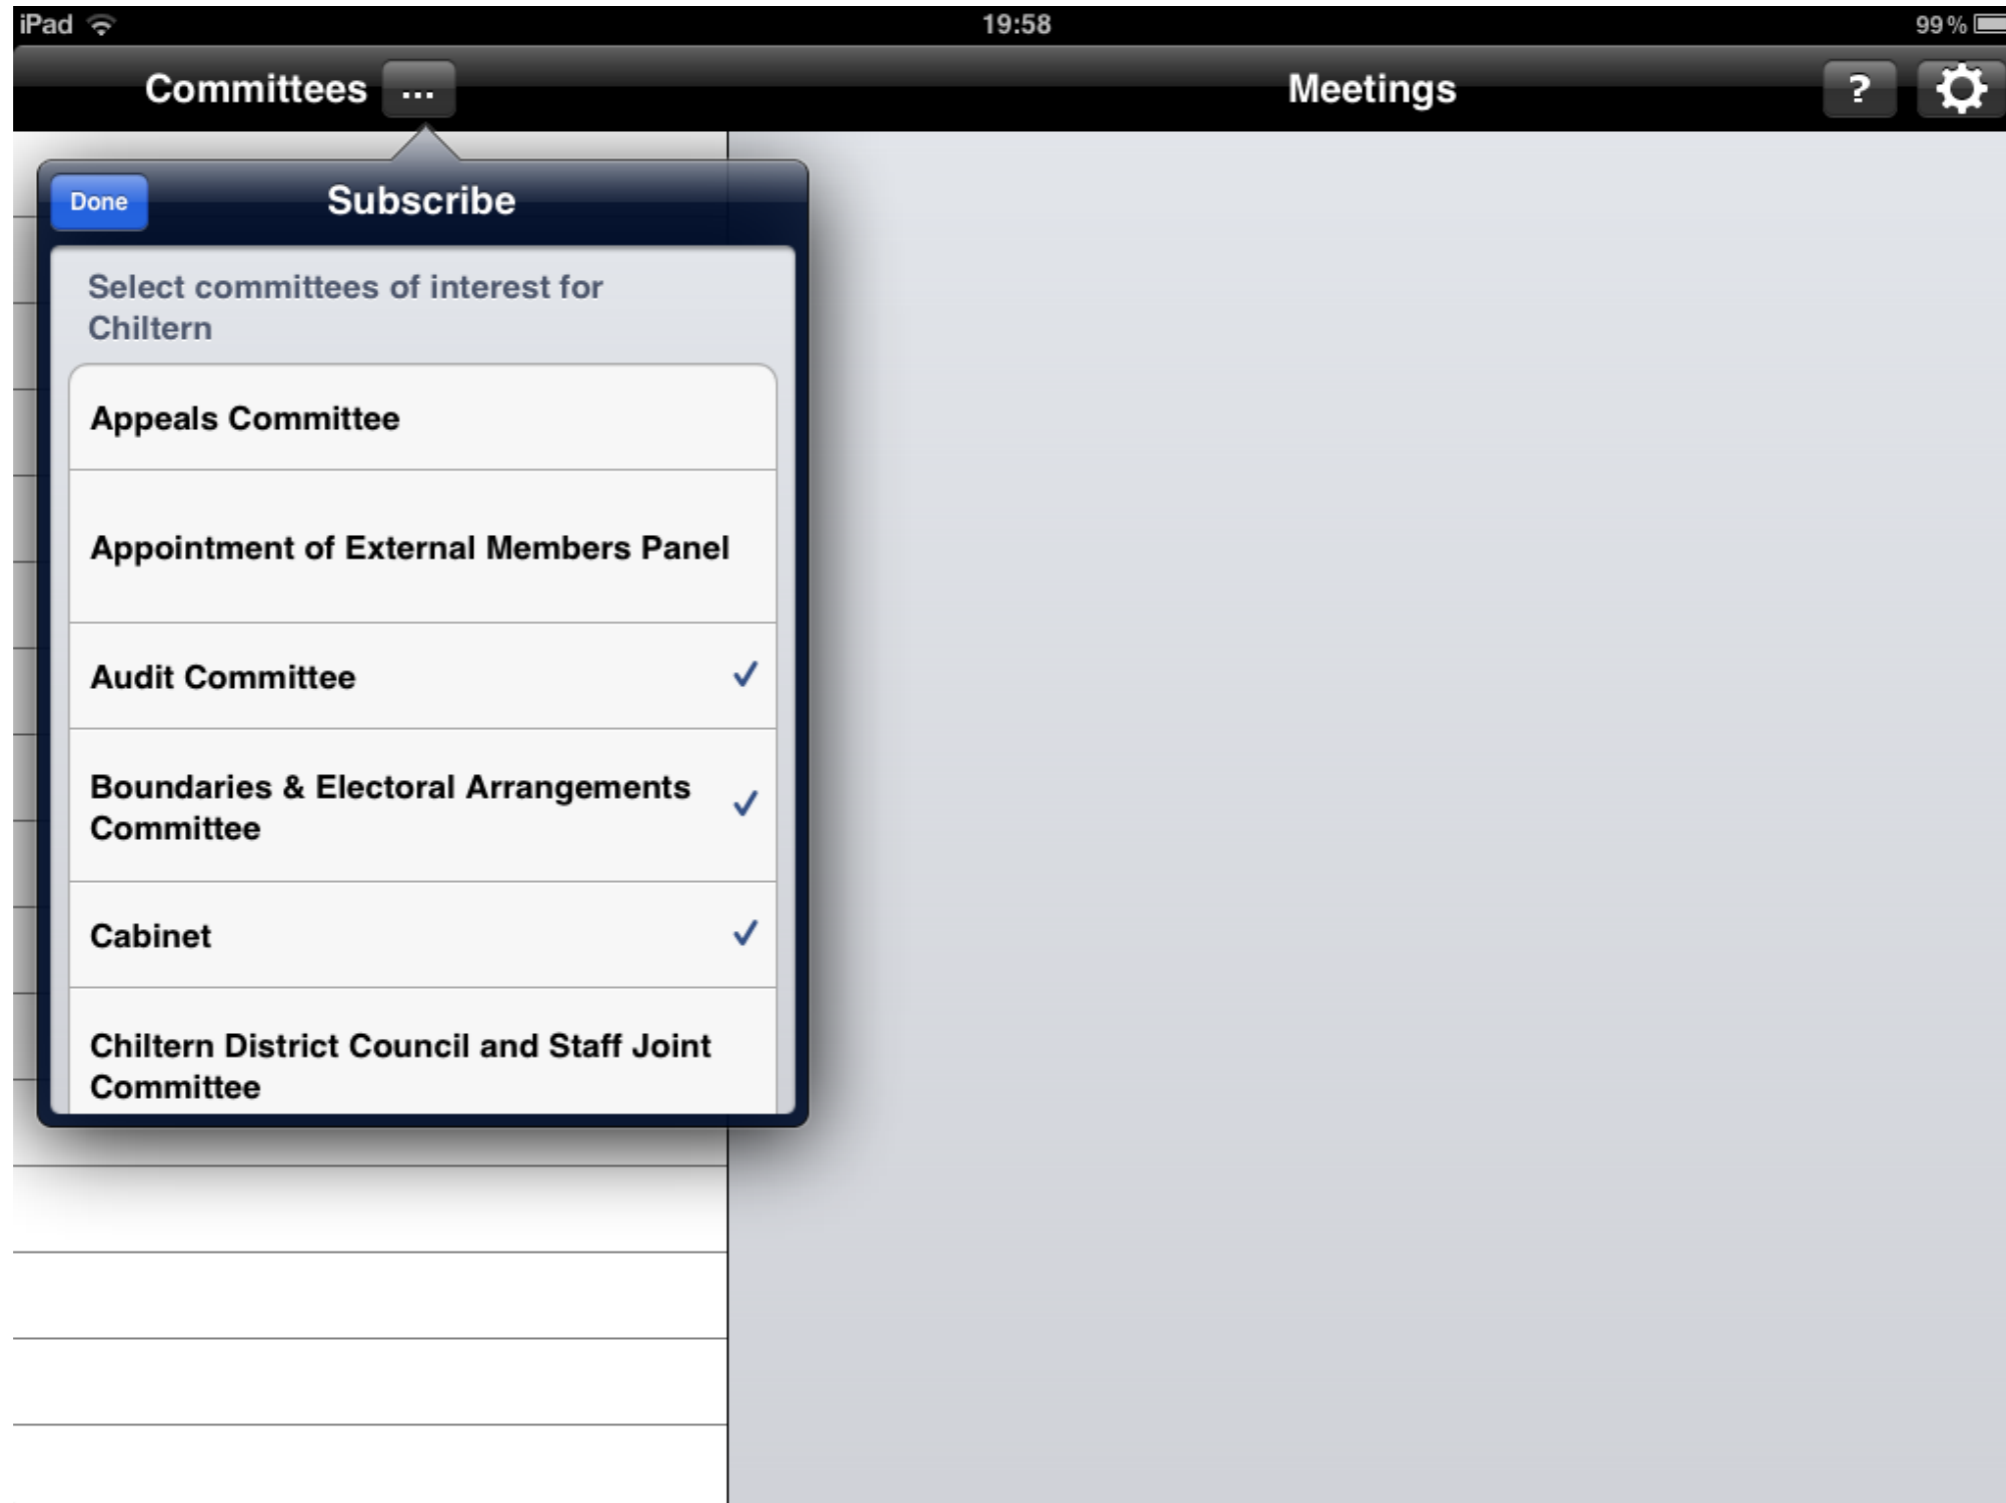 iPad 19:58 99%
Committees ... Meetings ?
Done Subscribe
Select committees of interest for
Chiltern
Appeals Committee
Appointment of External Members Panel
Audit Committee
Boundaries & Electoral Arrangements
Committee
Cabinet
Chiltern District Council and Staff Joint
Committee